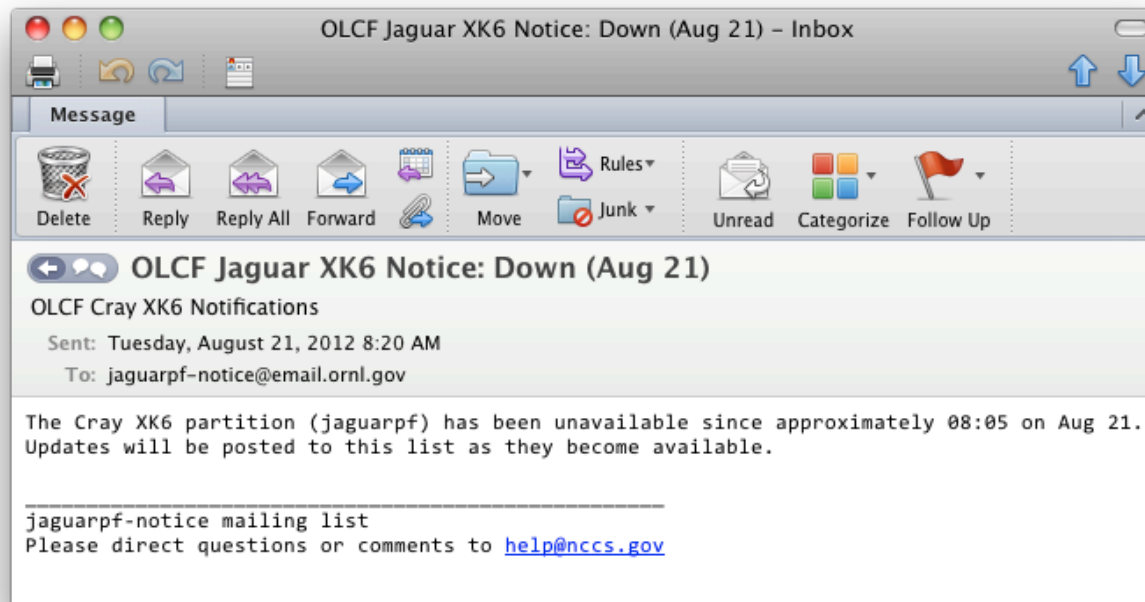 OLCF Jaguar XK6 Notice: Down (Aug 21) – Inbox
Message
Delete Reply Reply All Forward Move Rules Junk Unread Categorize Follow Up
OLCF Jaguar XK6 Notice: Down (Aug 21)
OLCF Cray XK6 Notifications
Sent: Tuesday, August 21, 2012 8:20 AM
To: jaguarpf-notice@email.ornl.gov
The Cray XK6 partition (jaguarpf) has been unavailable since approximately 08:05 on Aug 21.
Updates will be posted to this list as they become available.
jaguarpf-notice mailing list
Please direct questions or comments to help@nccs.gov